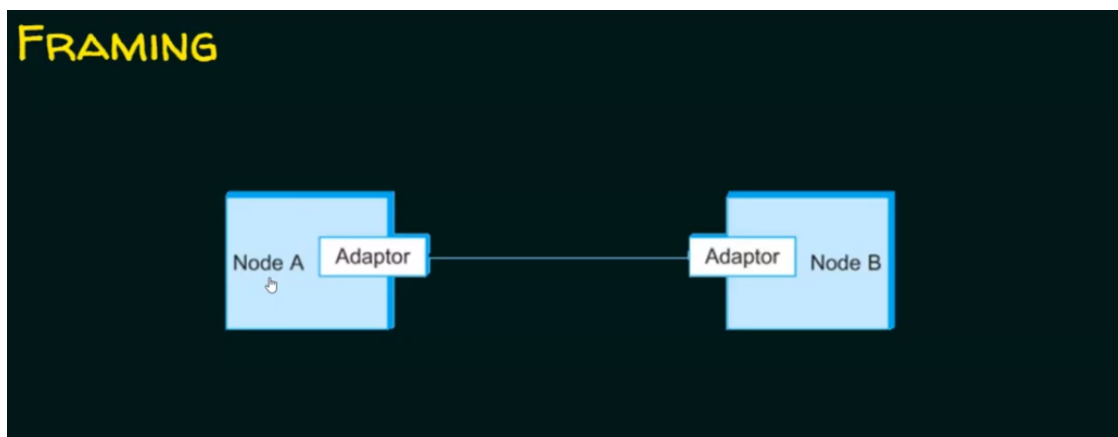 FRAMING
Node A
Adaptor
Adaptor
Node B